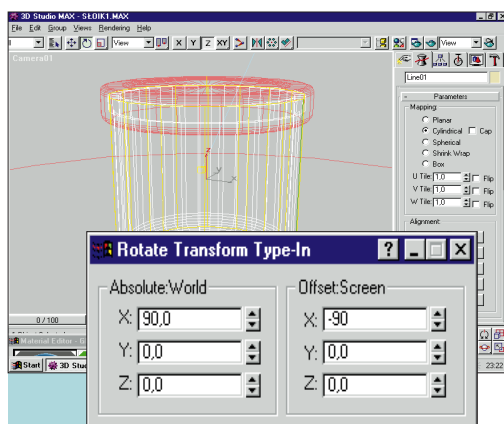 3D Studio MAX - SŁOIK1.MAX
File Edit Group Views Rendering Help
View X Y Z XY View
Camera01
Line01
Parameters
Mapping:
Planar
Cylindrical Cap
Spherical
Shrink Wrap
Box
U Tile: 1,0 Flip
V Tile: 1,0 Flip
W Tile: 1,0 Flip
Alignment:
z
y
x
Rotate Transform Type-In
Absolute:World Offset:Screen
X: 90,0 X: -90
Y: 0,0 Y: 0,0
Z: 0,0 Z: 0,0
0 / 100
Material Editor - 
Start 3D Stu
23:22